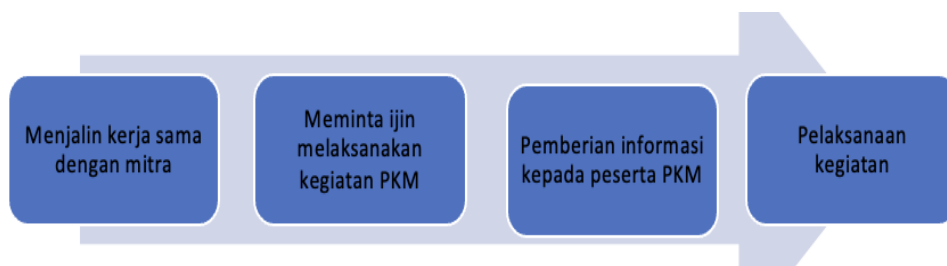 Menjalin kerja sama
dengan mitra
Meminta ijin
melaksanakan
kegiatan PKM
Pemberian informasi
kepada peserta PKM
Pelaksanaan
kegiatan